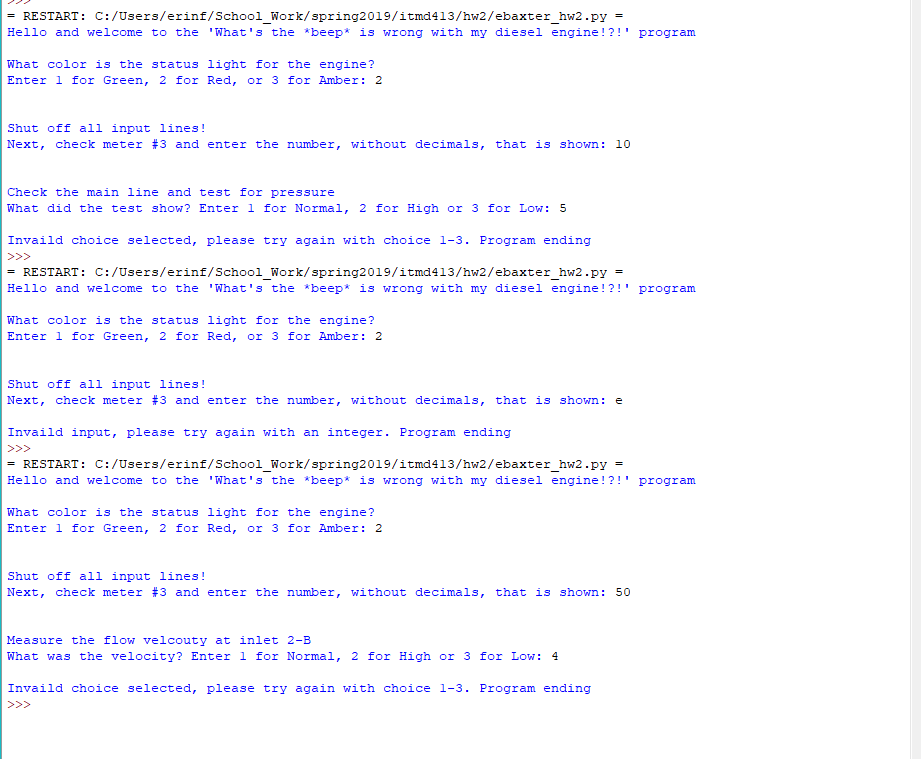 >>>
= RESTART: C:/Users/erinf/School_Work/spring2019/itmd413/hw2/ebaxter_hw2.py =
Hello and welcome to the 'What's the *beep* is wrong with my diesel engine!?!' program
What color is the status light for the engine?
Enter 1 for Green, 2 for Red, or 3 for Amber: 2
Shut off all input lines!
Next, check meter #3 and enter the number, without decimals, that is shown: 10
Check the main line and test for pressure
What did the test show? Enter 1 for Normal, 2 for High or 3 for Low: 5
Invaild choice selected, please try again with choice 1-3. Program ending
>>>
= RESTART: C:/Users/erinf/School_Work/spring2019/itmd413/hw2/ebaxter_hw2.py =
Hello and welcome to the 'What's the *beep* is wrong with my diesel engine!?!' program
What color is the status light for the engine?
Enter 1 for Green, 2 for Red, or 3 for Amber: 2
Shut off all input lines!
Next, check meter #3 and enter the number, without decimals, that is shown: e
Invaild input, please try again with an integer. Program ending
>>>
= RESTART: C:/Users/erinf/School_Work/spring2019/itmd413/hw2/ebaxter_hw2.py =
Hello and welcome to the 'What's the *beep* is wrong with my diesel engine!?!' program
What color is the status light for the engine?
Enter 1 for Green, 2 for Red, or 3 for Amber: 2
Shut off all input lines!
Next, check meter #3 and enter the number, without decimals, that is shown: 50
Measure the flow velcouty at inlet 2-B
What was the velocity? Enter 1 for Normal, 2 for High or 3 for Low: 4
Invaild choice selected, please try again with choice 1-3. Program ending
>>>